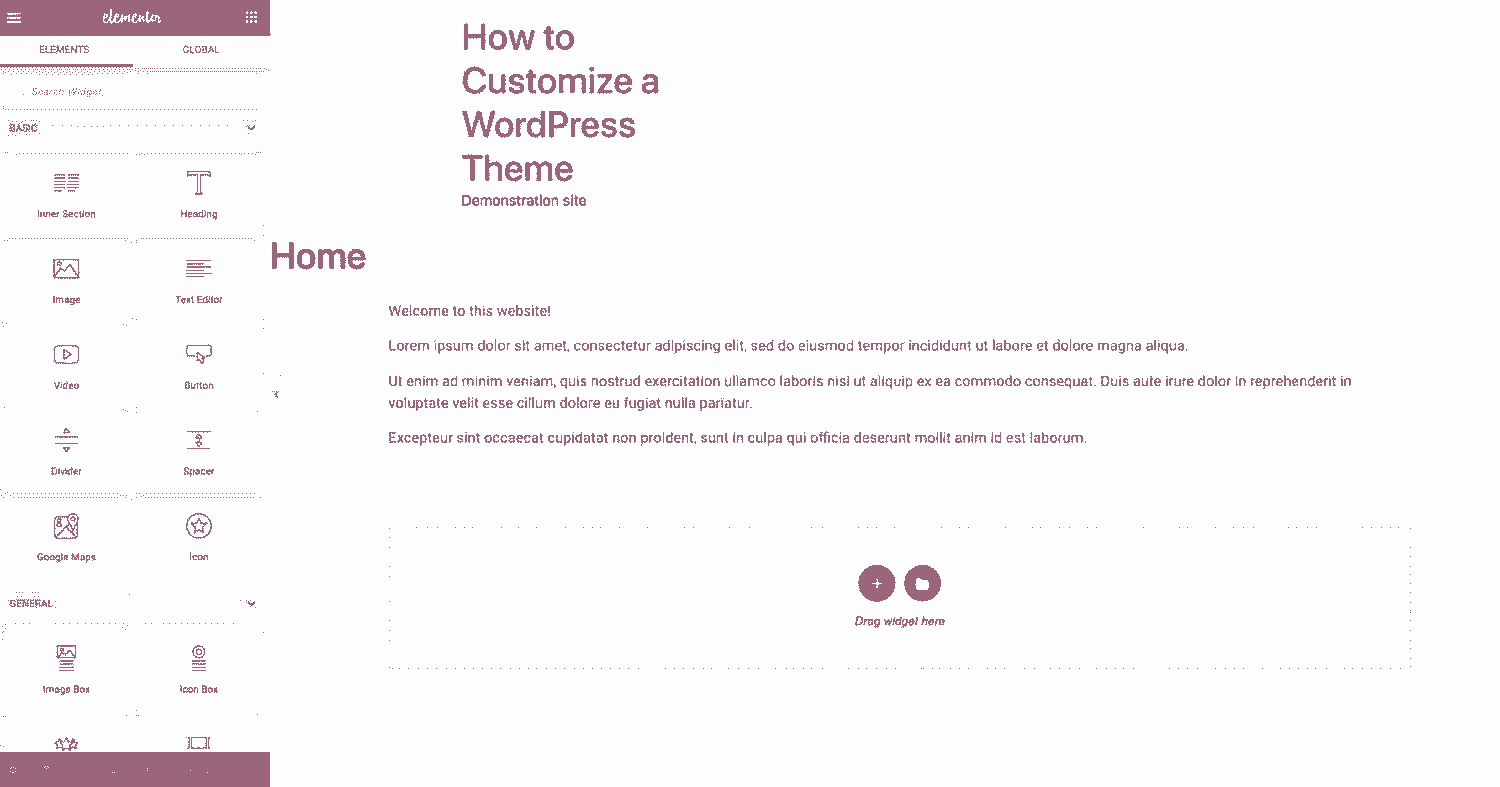 elementor
ELEMENTS
GLOBAL
Search Widget.
BASIC
Inner Section
Heading
Image
Text Editor
Video
Button
Divider
Spacer
Google Maps
Icon
GENERAL
Image Box
Icon Box
How to
Customize a
WordPress
Theme
Demonstration site
Home
Welcome to this website!
Lorem ipsum dolor sit amet, consectetur adipiscing elit, sed do eiusmod tempor incididunt ut labore et dolore magna aliqua.
Ut enim ad minim veniam, quis nostrud exercitation ullamco laboris nisi ut aliquip ex ea commodo consequat. Duis aute irure dolor in reprehenderit in
voluptate velit esse cillum dolore eu fugiat nulla pariatur.
Excepteur sint occaecat cupidatat non proident, sunt in culpa qui officia deserunt mollit anim id est laborum.
Drag widget here